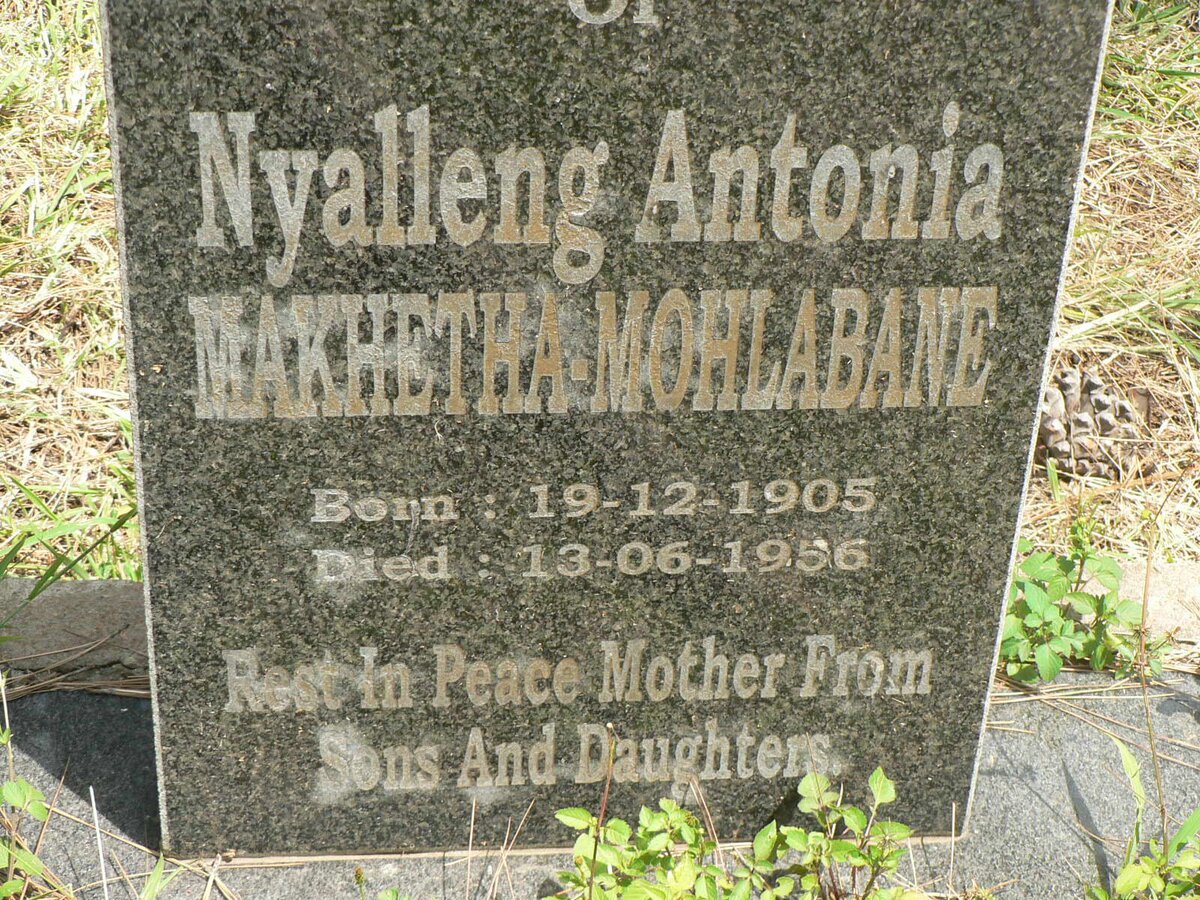 of
Nyalleng Antonia
MAKHETHA-MOHLABANE
Born : 19-12-1905
Died : 13-06-1956
Rest In Peace Mother From
Sons And Daughters.